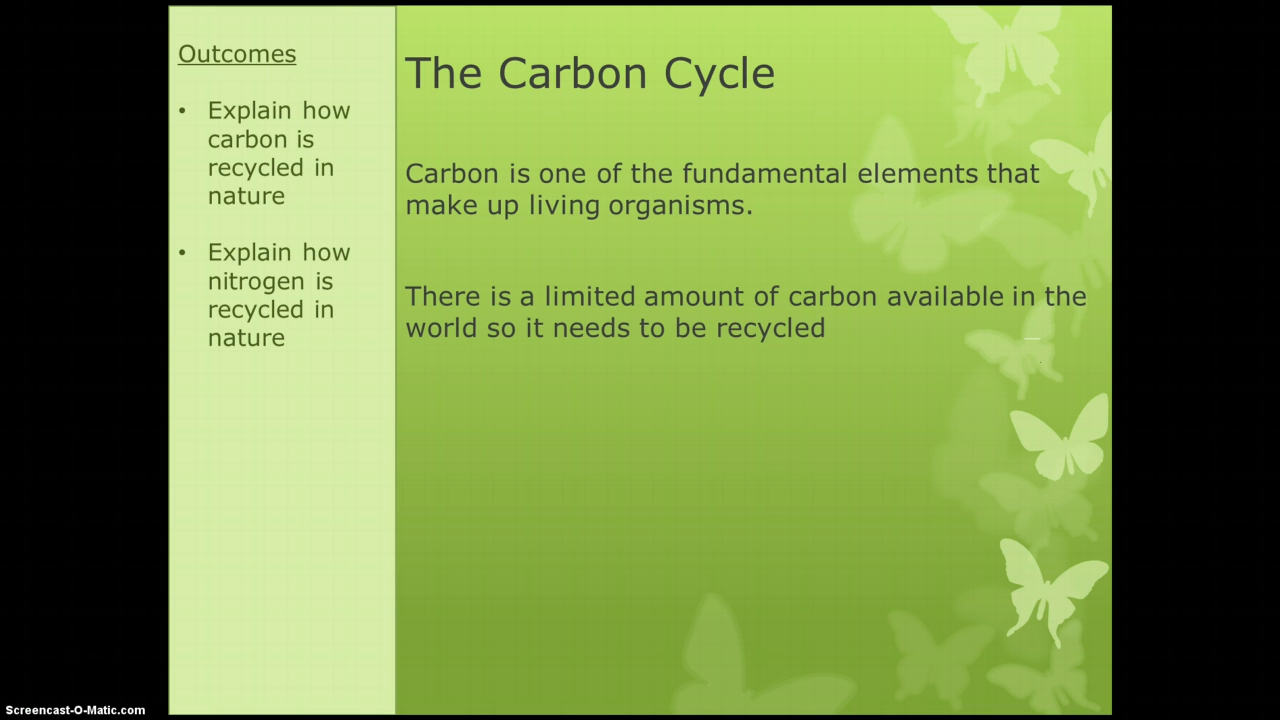 Outcomes
• Explain how
carbon is
recycled in
nature
• Explain how
nitrogen is
recycled in
nature
The Carbon Cycle
Carbon is one of the fundamental elements that
make up living organisms.
There is a limited amount of carbon available in the
world so it needs to be recycled
Screencast-O-Matic.com